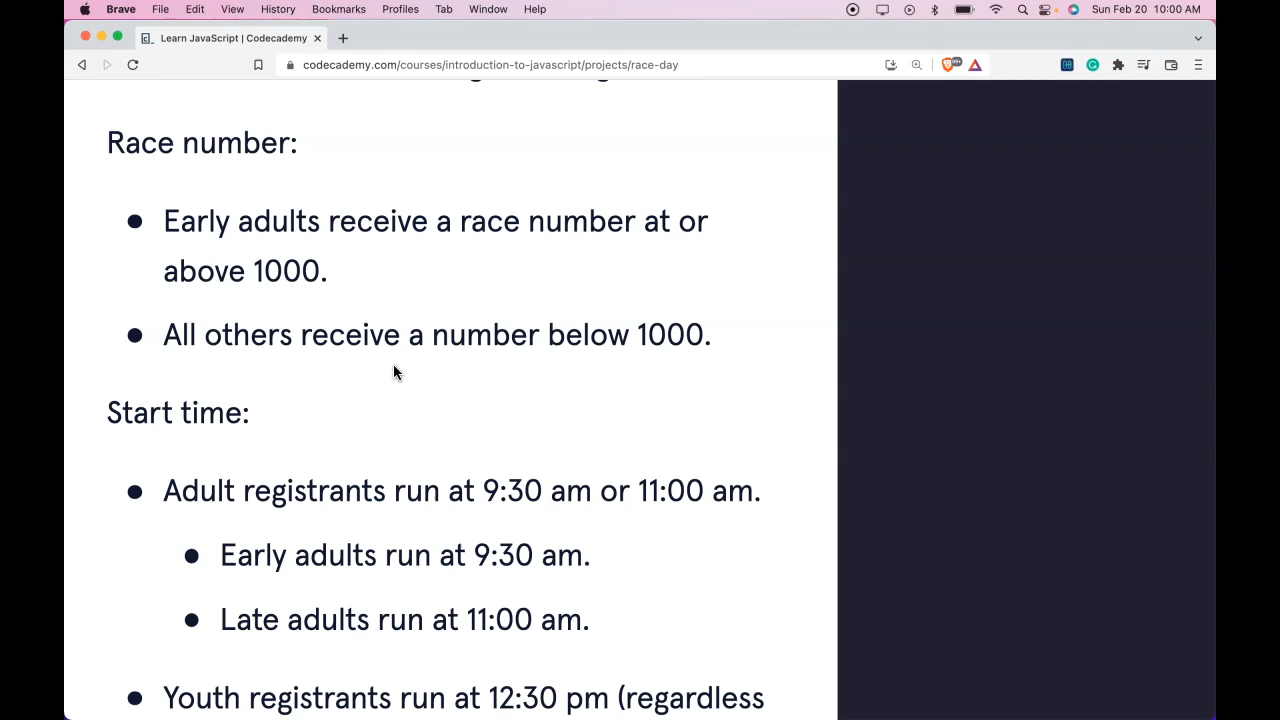 Brave File Edit View History Bookmarks Profiles Tab Window Help Sun Feb 20 10:00 AM
Learn JavaScript | Codecademy
codecademy.com/courses/introduction-to-javascript/projects/race-day
Race number:
Early adults receive a race number at or
above 1000.
All others receive a number below 1000.
Start time:
Adult registrants run at 9:30 am or 11:00 am.
Early adults run at 9:30 am.
Late adults run at 11:00 am.
Youth registrants run at 12:30 pm (regardless